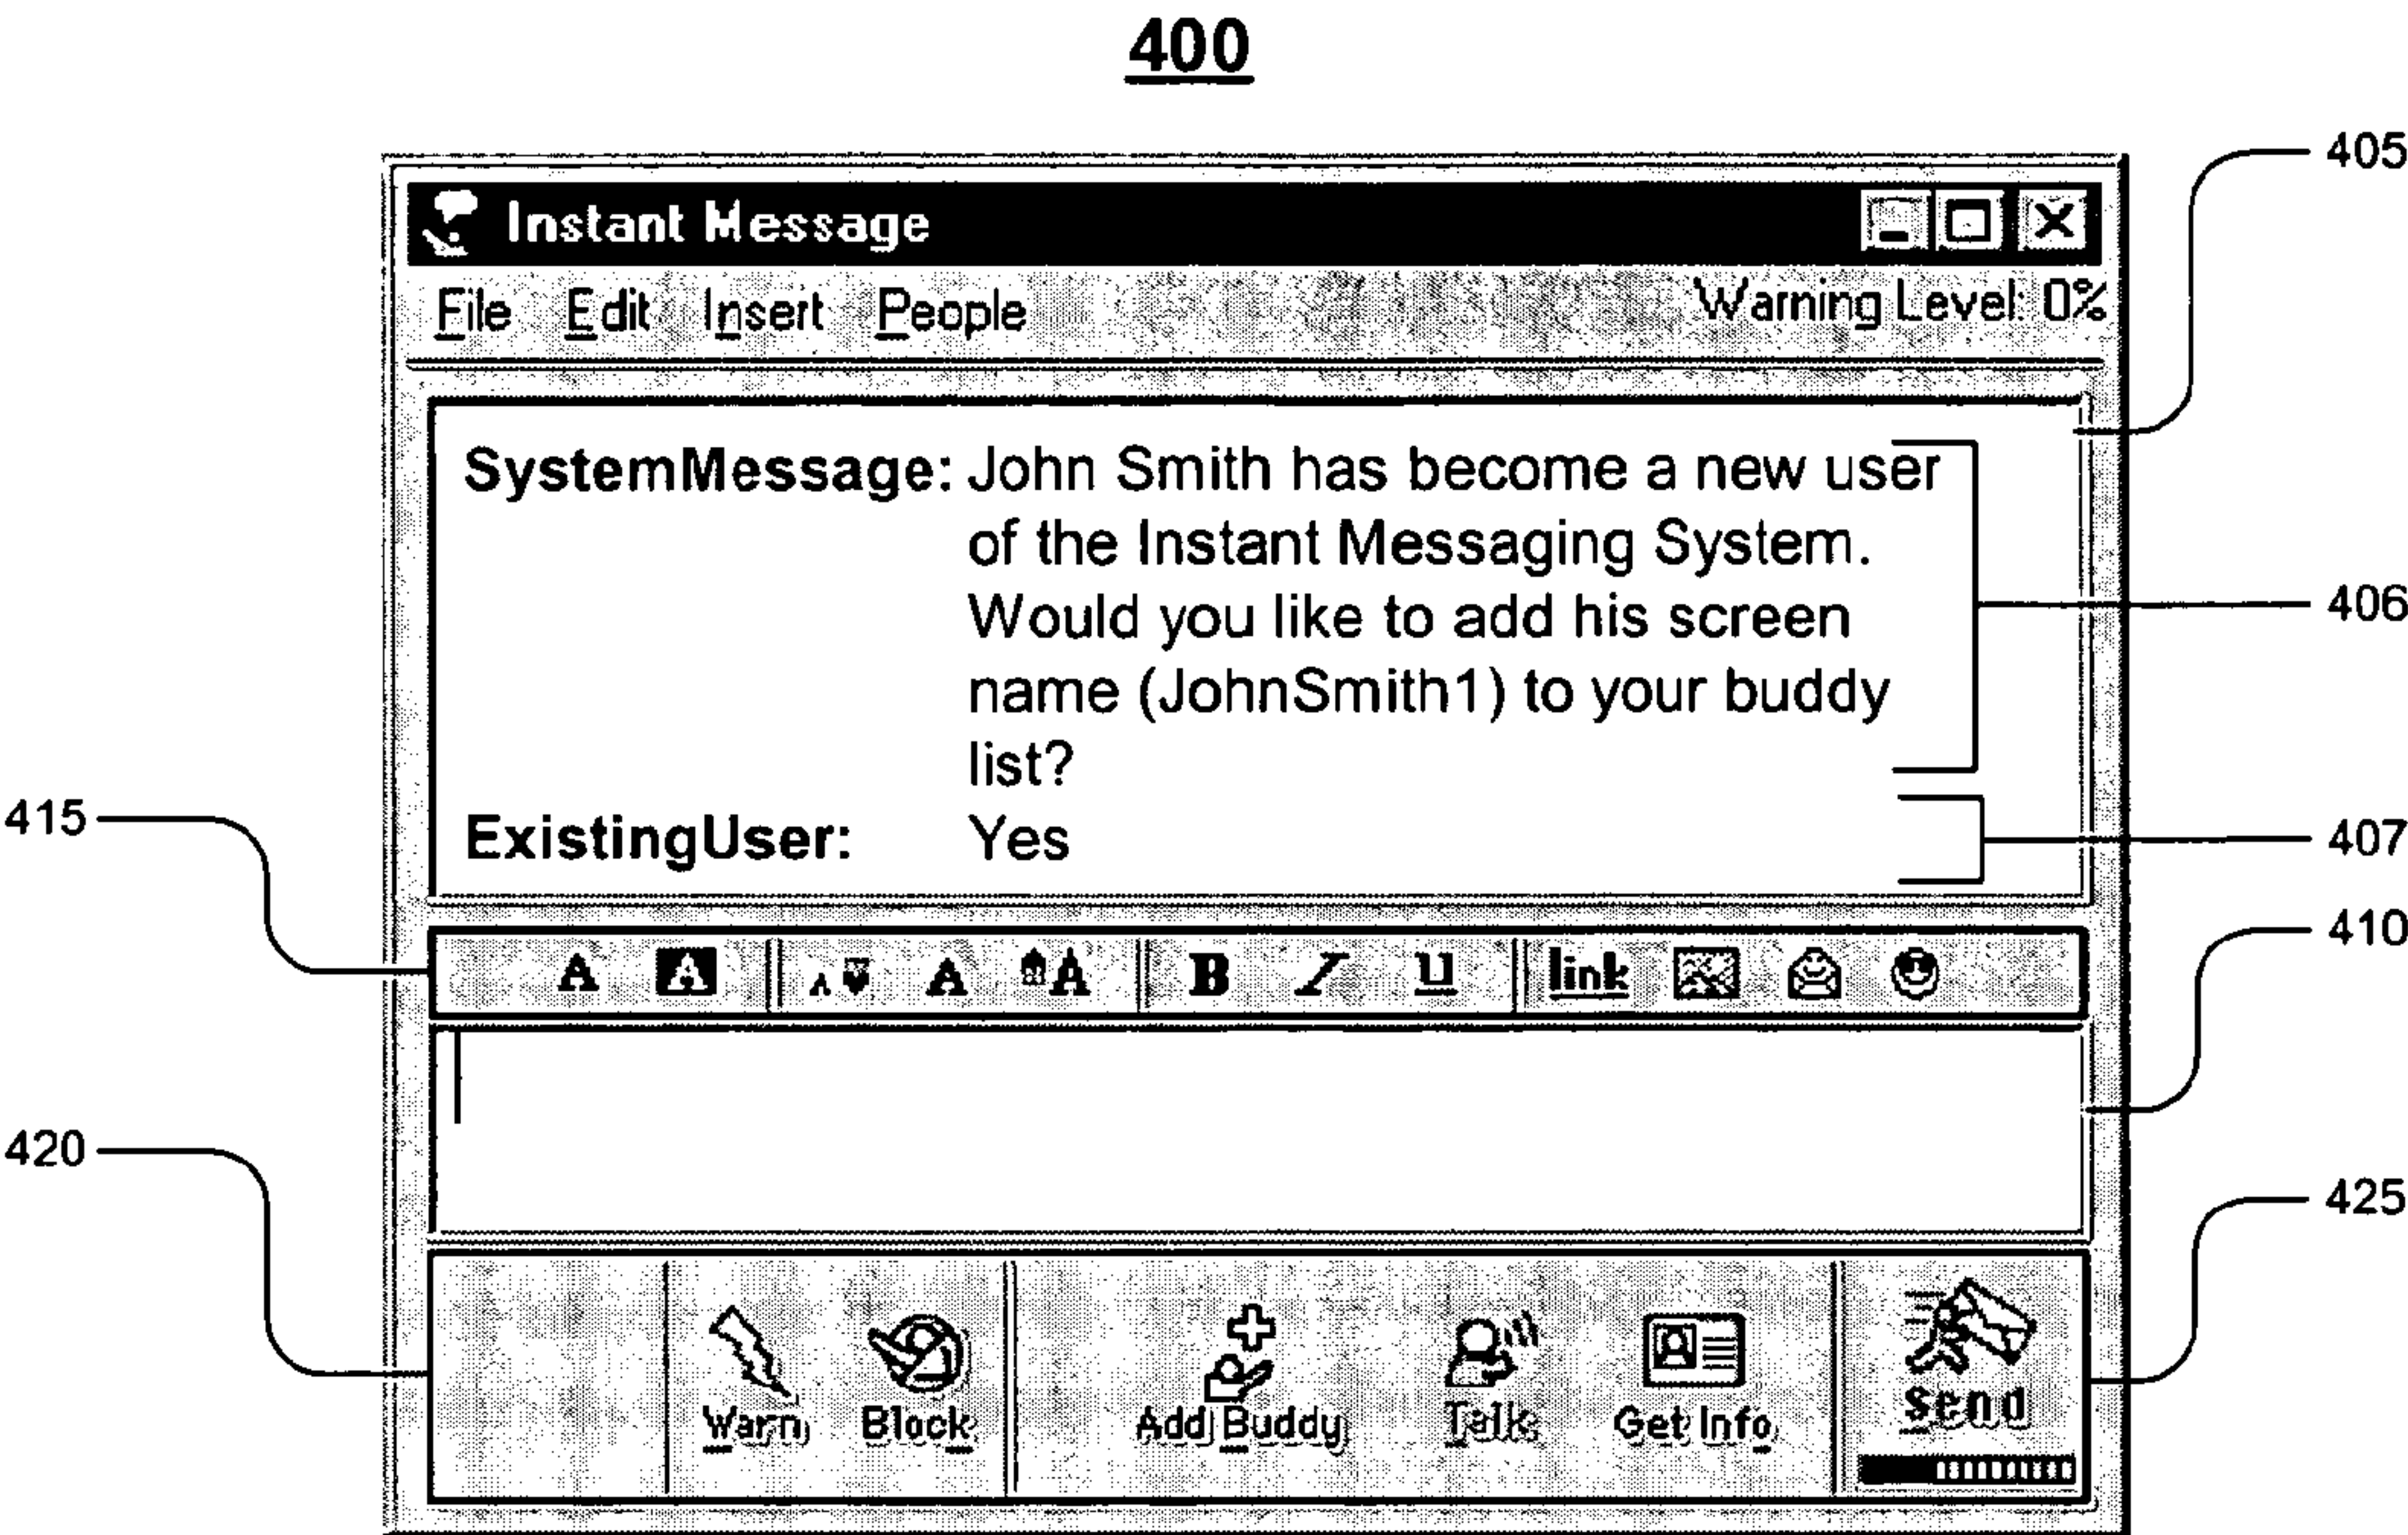 400
405
Instant Message
File Edit Insert People Warning Level: 0%
SystemMessage: John Smith has become a new user
of the Instant Messaging System.
Would you like to add his screen
name (JohnSmith1) to your buddy
list?
406
415
ExistingUser: Yes
407
410
A A A A A B I U link
420
425
Warn Block Add Buddy Talk Get Info Send